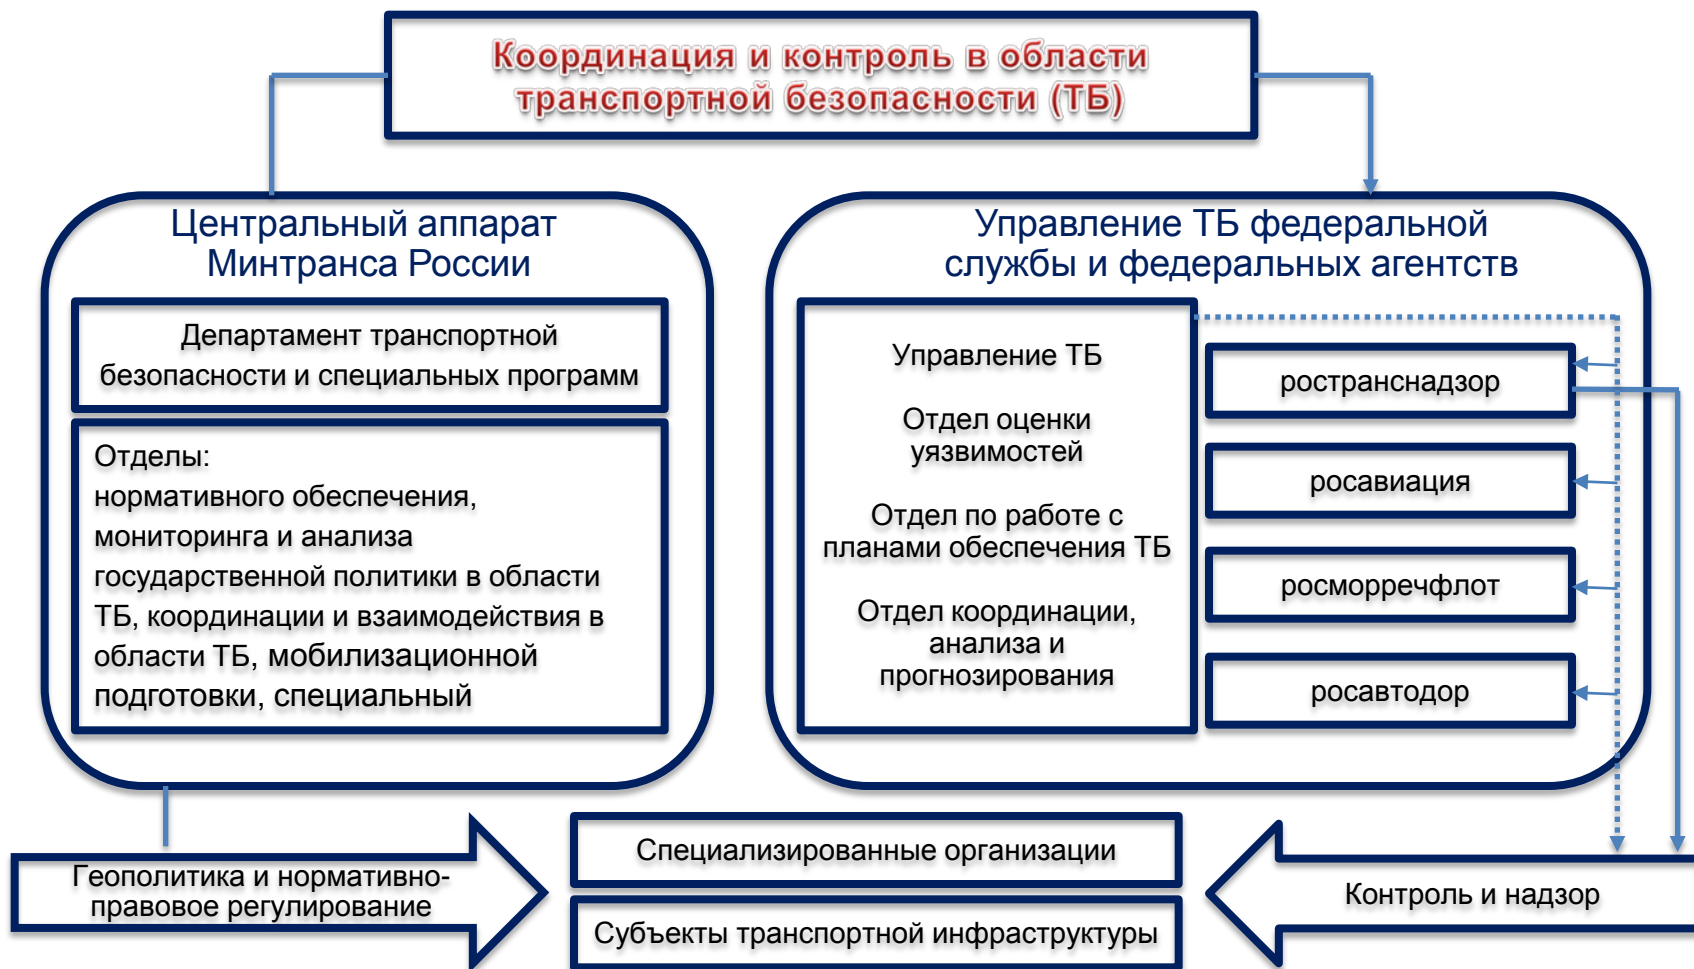 Координация и контроль в области
транспортной безопасности (ТБ)
Центральный аппарат
Минтранса России
Департамент транспортной
безопасности и специальных программ
Отделы:
нормативного обеспечения,
мониторинга и анализа
государственной политики в области
ТБ, координации и взаимодействия в
области ТБ, мобилизационной
подготовки, специальный
Управление ТБ федеральной
службы и федеральных агентств
Управление ТБ
Отдел оценки
уязвимостей
Отдел по работе с
планами обеспечения ТБ
Отдел координации,
анализа и
прогнозирования
ространснадзор
росавиация
росморречфлот
росавтодор
Геополитика и нормативно-
правовое регулирование
Специализированные организации
Субъекты транспортной инфраструктуры
Контроль и надзор